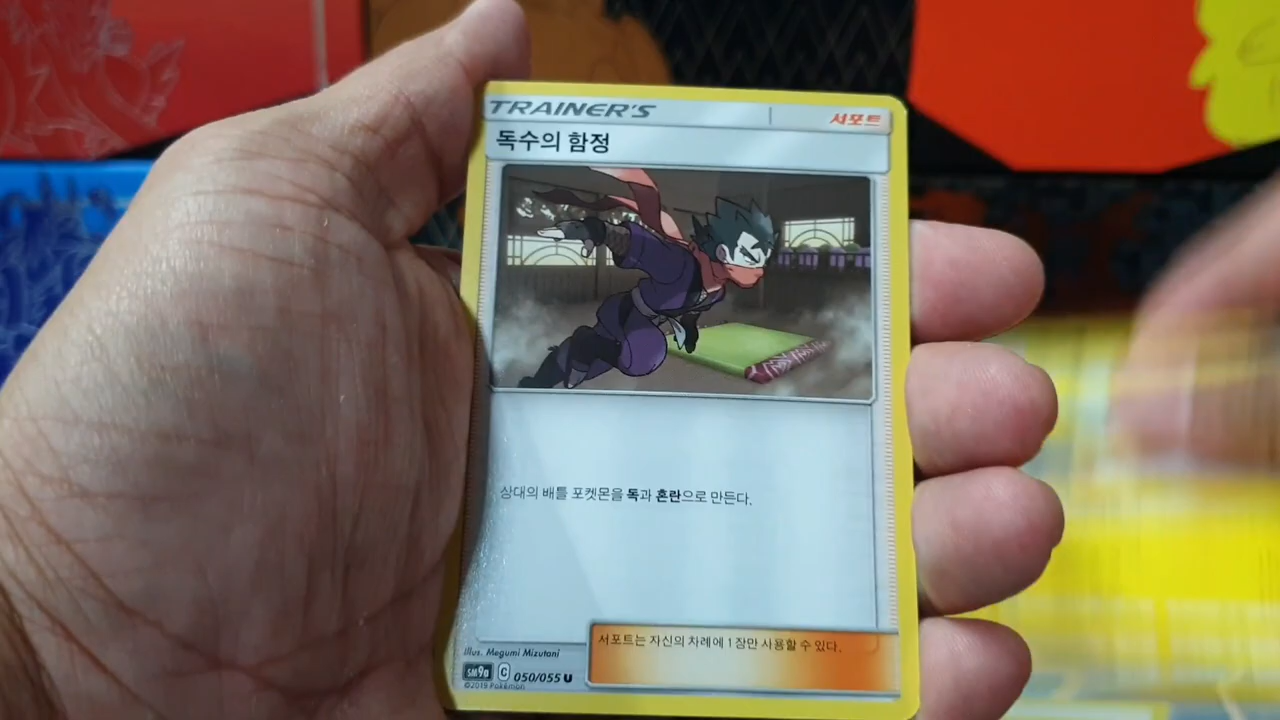 TRAINER'S
서포트
독수의 함정
상대의 배틀 포켓몬을 독과 혼란으로 만든다.
서포트는 자신의 차례에 1장만 사용할 수 있다.
Illus. Megumi Mizutani
SM9a C 050/055 U
©2019 Pokémon